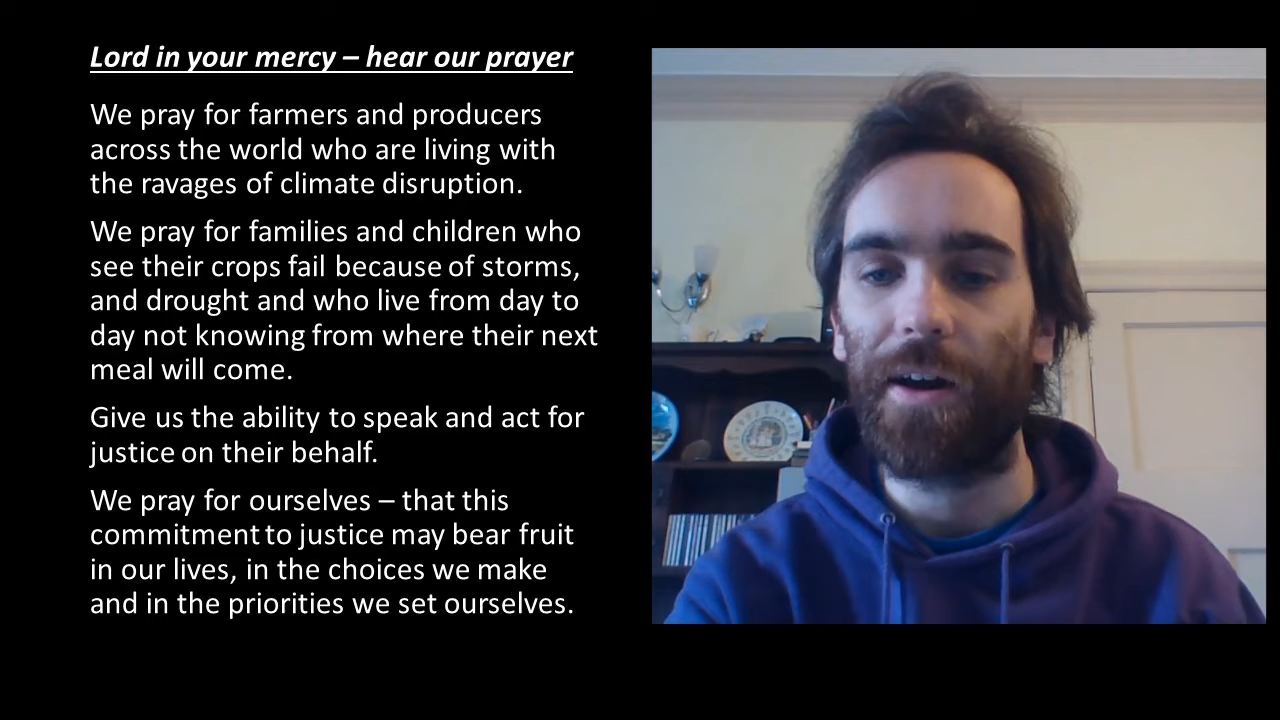 Lord in your mercy – hear our prayer
We pray for farmers and producers
across the world who are living with
the ravages of climate disruption.
We pray for families and children who
see their crops fail because of storms,
and drought and who live from day to
day not knowing from where their next
meal will come.
Give us the ability to speak and act for
justice on their behalf.
We pray for ourselves – that this
commitment to justice may bear fruit
in our lives, in the choices we make
and in the priorities we set ourselves.